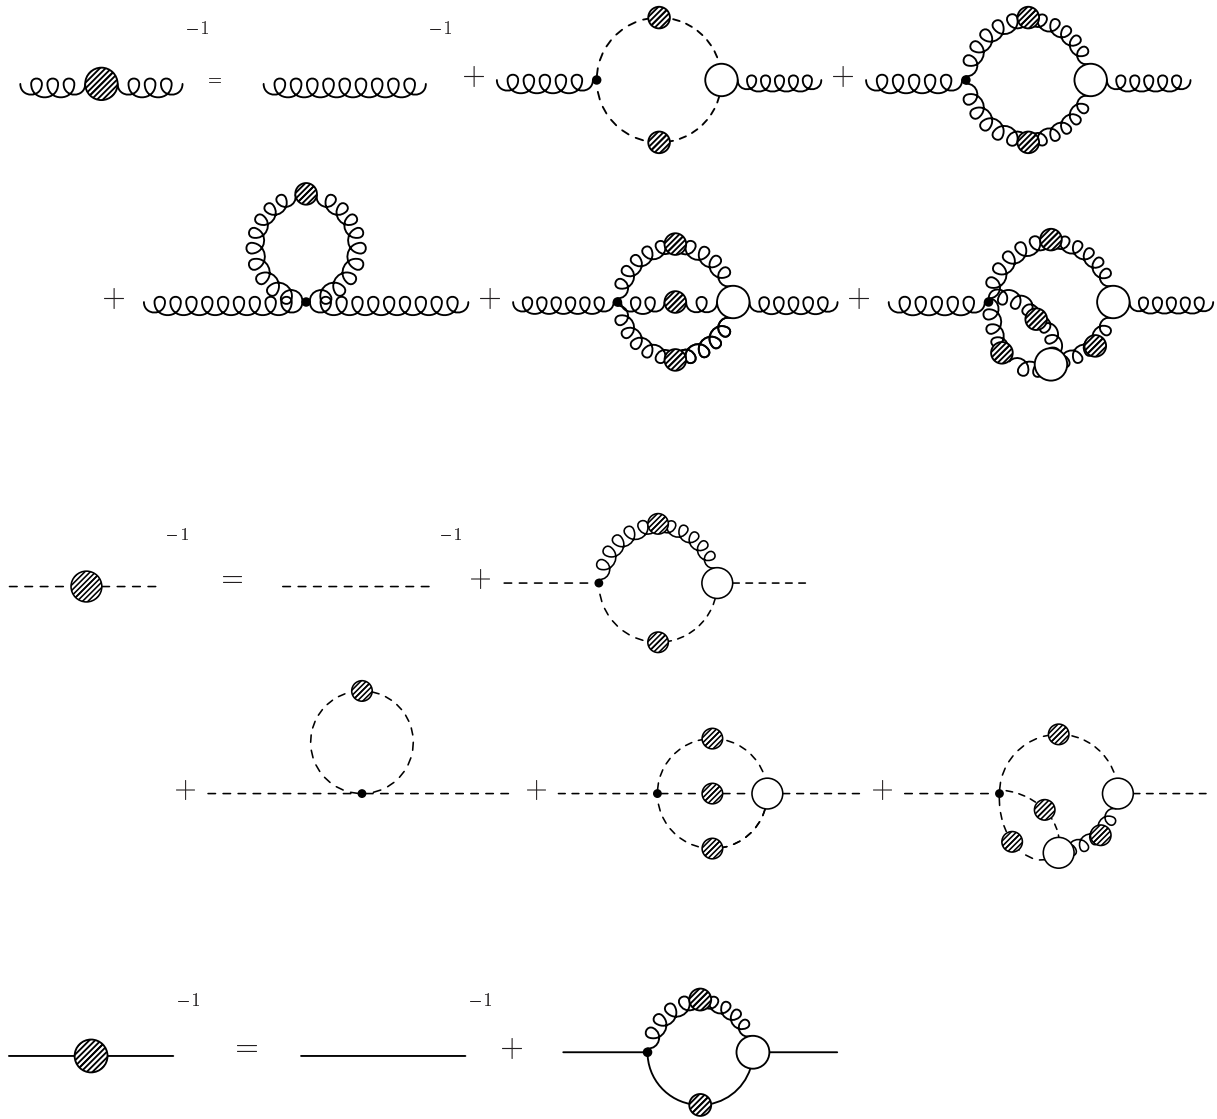 −1 −1
= + +
+ + +
−1 −1
= +
+ + +
−1 −1
= +